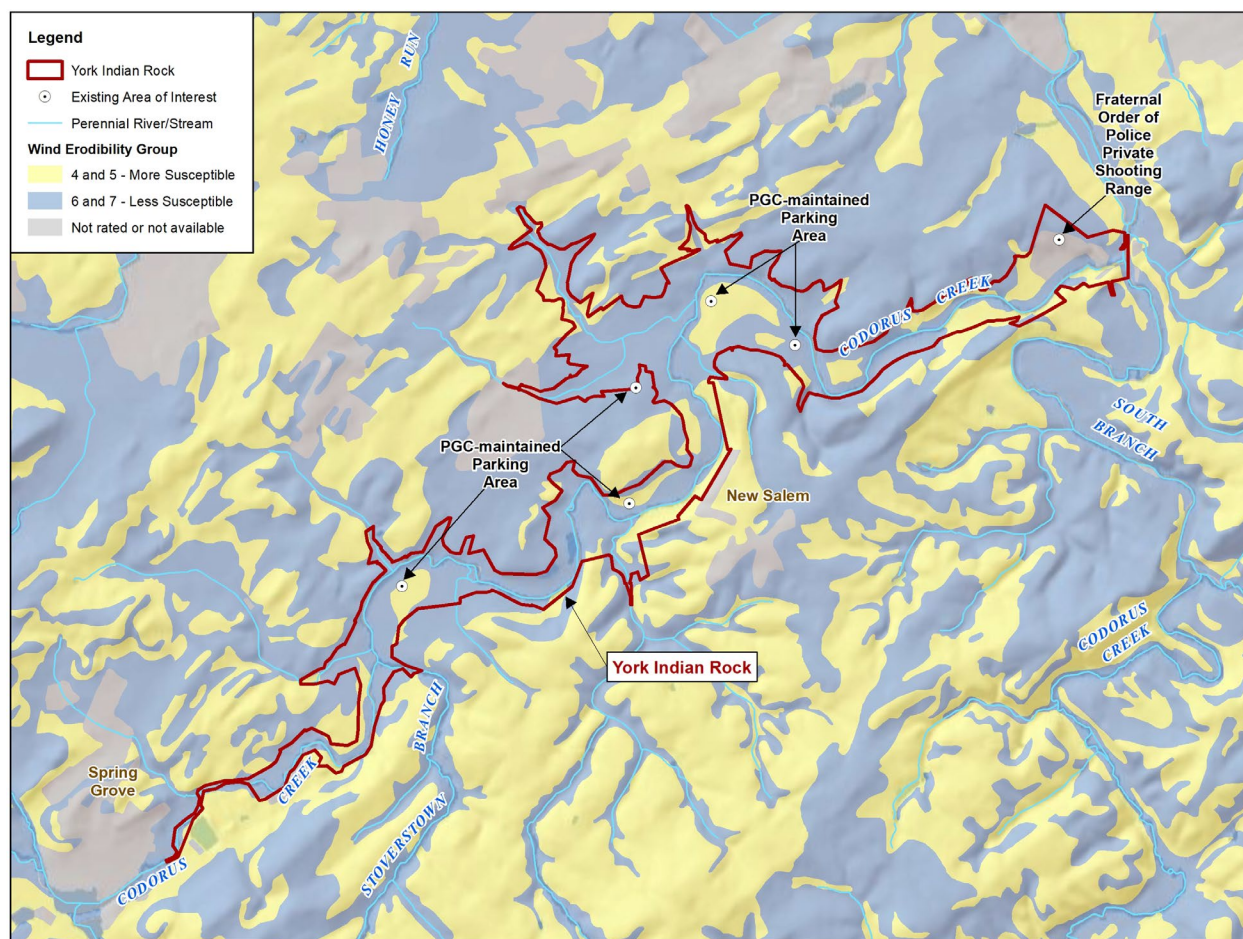 Legend
York Indian Rock
Existing Area of Interest
Perennial River/Stream
Wind Erodibility Group
4 and 5 - More Susceptible
6 and 7 - Less Susceptible
Not rated or not available
HONEY
RUN
Fraternal
Order of
Police
Private
Shooting
Range
PGC-maintained
Parking
Area
CODORUS CREEK
SOUTH
BRANCH
PGC-maintained
Parking
Area
New Salem
CODORUS
CREEK
York Indian Rock
Spring
Grove
CODORUS
CREEK
STOVERSTOWN
BRANCH